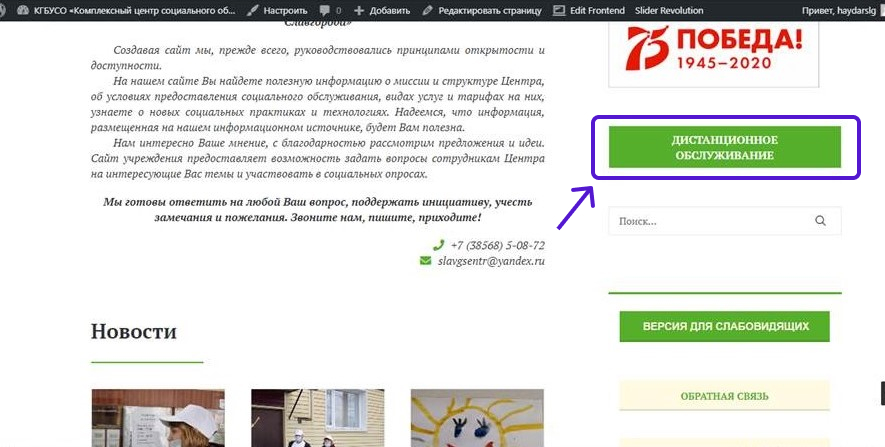 КГБУСО «Комплексный центр социального об... Настроить 0 Добавить Редактировать страницу Edit Frontend Slider Revolution Привет, haydarslg
Славгорода»
Создавая сайт мы, прежде всего, руководствовались принципами открытости и
доступности.
На нашем сайте Вы найдете полезную информацию о миссии и структуре Центра,
об условиях предоставления социального обслуживания, видах услуг и тарифах на них,
узнаете о новых социальных практиках и технологиях. Надеемся, что информация,
размещенная на нашем информационном источнике, будет Вам полезна.
Нам интересно Ваше мнение, с благодарностью рассмотрим предложения и идеи.
Сайт учреждения предоставляет возможность задать вопросы сотрудникам Центра
на интересующие Вас темы и участвовать в социальных опросах.
Мы готовы ответить на любой Ваш вопрос, поддержать инициативу, учесть
замечания и пожелания. Звоните нам, пишите, приходите!
+7 (38568) 5-08-72
slavgsentr@yandex.ru
Новости
75 ПОБЕДА!
1945–2020
ДИСТАНЦИОННОЕ
ОБСЛУЖИВАНИЕ
Поиск...
ВЕРСИЯ ДЛЯ СЛАБОВИДЯЩИХ
ОБРАТНАЯ СВЯЗЬ